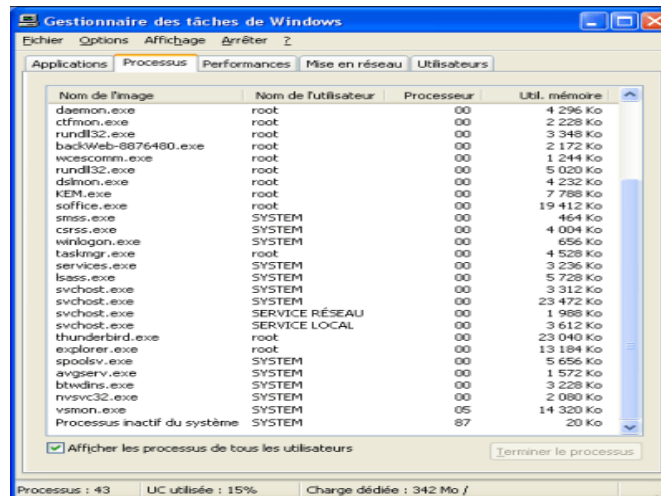 Gestionnaire des tâches de Windows
Fichier Options Affichage Arrêter ?
Applications Processus Performances Mise en réseau Utilisateurs
Nom de l'image Nom de l'utilisateur Processeur Util. mémoire
daemon.exe root 00 4 296 Ko
ctfmon.exe root 00 2 228 Ko
rundll32.exe root 00 3 348 Ko
backWeb-8876480.exe root 00 2 172 Ko
wcescomm.exe root 00 1 244 Ko
rundll32.exe root 00 5 020 Ko
dslmon.exe root 00 4 232 Ko
KEM.exe root 00 7 788 Ko
soffice.exe root 00 19 412 Ko
smss.exe SYSTEM 00 464 Ko
csrss.exe SYSTEM 00 4 004 Ko
winlogon.exe SYSTEM 00 656 Ko
taskmgr.exe root 00 4 528 Ko
services.exe SYSTEM 00 3 236 Ko
lsass.exe SYSTEM 00 5 728 Ko
svchost.exe SYSTEM 00 3 312 Ko
svchost.exe SYSTEM 00 23 472 Ko
svchost.exe SERVICE RÉSEAU 00 1 988 Ko
svchost.exe SERVICE LOCAL 00 3 612 Ko
thunderbird.exe root 00 23 040 Ko
explorer.exe root 00 13 184 Ko
spoolsv.exe SYSTEM 00 5 656 Ko
avgserv.exe SYSTEM 00 1 572 Ko
btwdins.exe SYSTEM 00 3 228 Ko
nvsvc32.exe SYSTEM 00 2 080 Ko
vsmon.exe SYSTEM 05 14 320 Ko
Processus inactif du système SYSTEM 87 20 Ko
Afficher les processus de tous les utilisateurs
Terminer le processus
Processus : 43 UC utilisée : 15% Charge dédiée : 342 Mo /